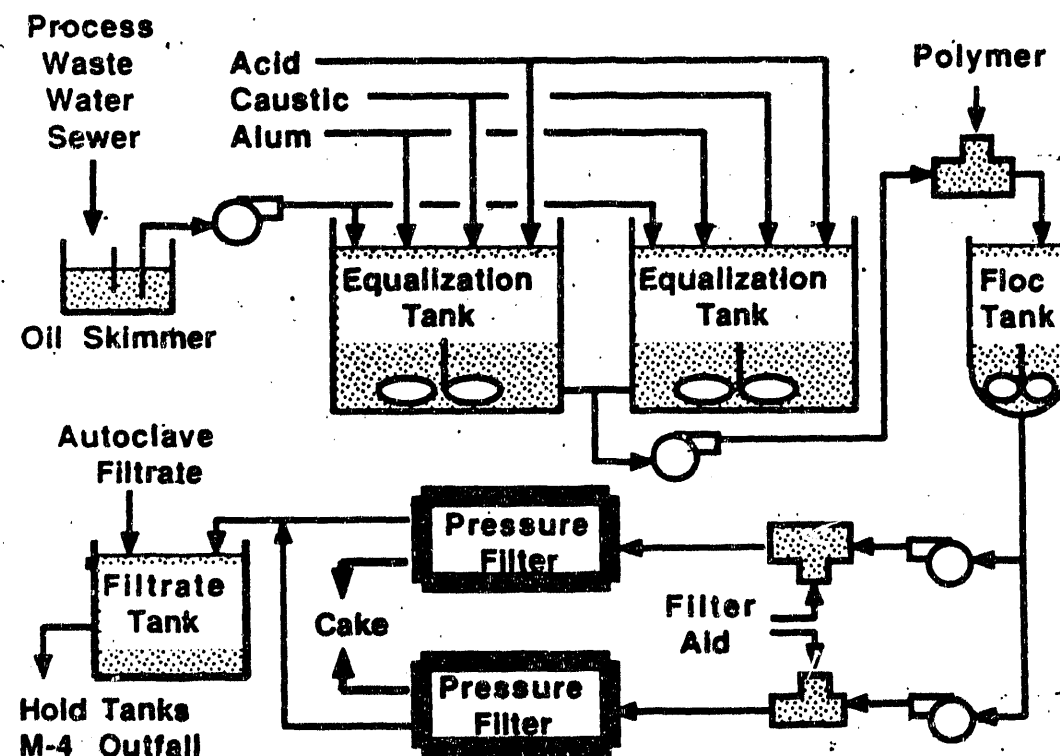 Process
Waste
Water
Sewer
Acid
Caustic
Alum
Polymer
Equalization
Tank
Equalization
Tank
Floc
Tank
Oil Skimmer
Autoclave
Filtrate
Pressure
Filter
Filtrate
Tank
Cake
Filter
Aid
Pressure
Filter
Hold Tanks
M-4 Outfall